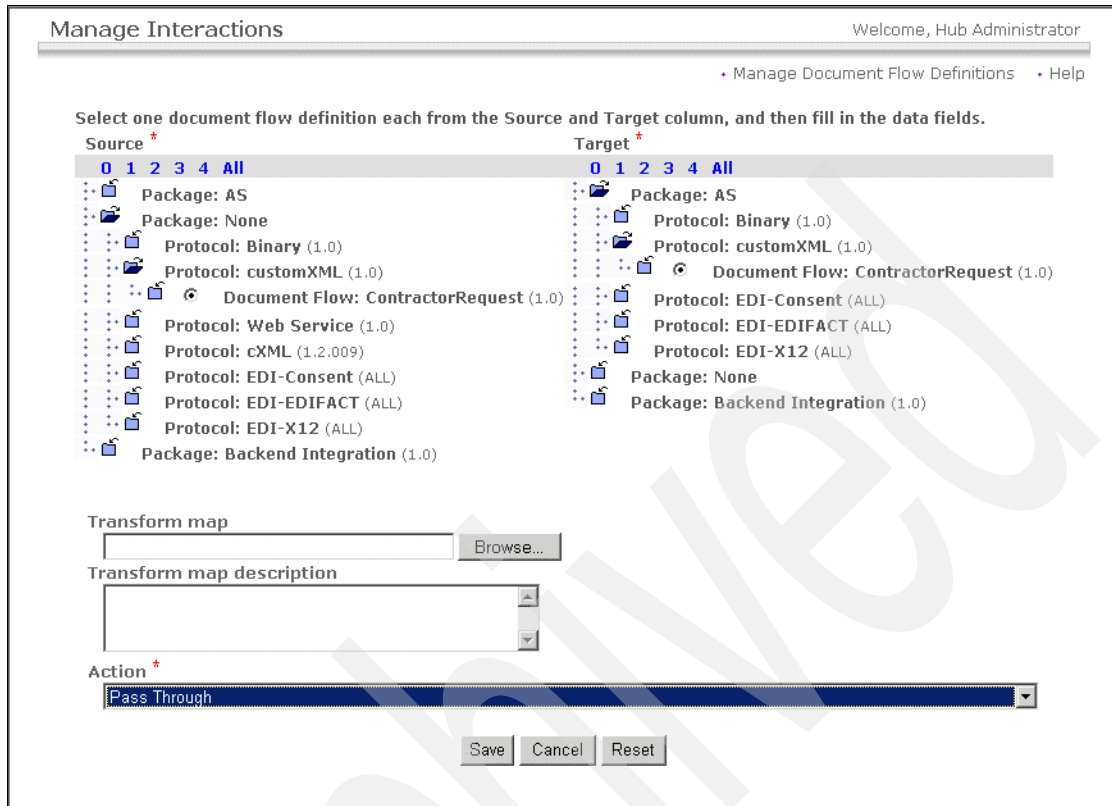 Manage Interactions
Welcome, Hub Administrator
Manage Document Flow Definitions
Help
Select one document flow definition each from the Source and Target column, and then fill in the data fields.
Source *
0 1 2 3 4 All
Package: AS
Package: None
Protocol: Binary (1.0)
Protocol: customXML (1.0)
Document Flow: ContractorRequest (1.0)
Protocol: Web Service (1.0)
Protocol: cXML (1.2.009)
Protocol: EDI-Consent (ALL)
Protocol: EDI-EDIFACT (ALL)
Protocol: EDI-X12 (ALL)
Package: Backend Integration (1.0)
Target *
0 1 2 3 4 All
Package: AS
Protocol: Binary (1.0)
Protocol: customXML (1.0)
Document Flow: ContractorRequest (1.0)
Protocol: EDI-Consent (ALL)
Protocol: EDI-EDIFACT (ALL)
Protocol: EDI-X12 (ALL)
Package: None
Package: Backend Integration (1.0)
Transform map
Browse...
Transform map description
Action *
Pass Through
Save Cancel Reset
hived